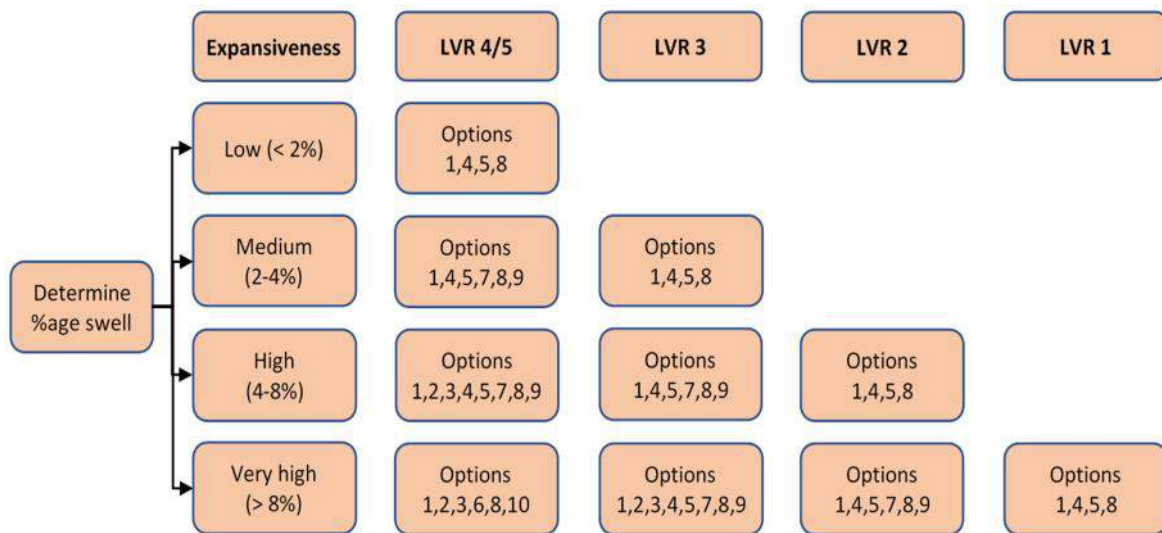 Expansiveness
LVR 4/5
LVR 3
LVR 2
LVR 1
Low (< 2%)
Options
1,4,5,8
Medium
(2-4%)
Options
1,4,5,7,8,9
Options
1,4,5,8
Determine
%age swell
High
(4-8%)
Options
1,2,3,4,5,7,8,9
Options
1,4,5,7,8,9
Options
1,4,5,8
Very high
(> 8%)
Options
1,2,3,6,8,10
Options
1,2,3,4,5,7,8,9
Options
1,4,5,7,8,9
Options
1,4,5,8